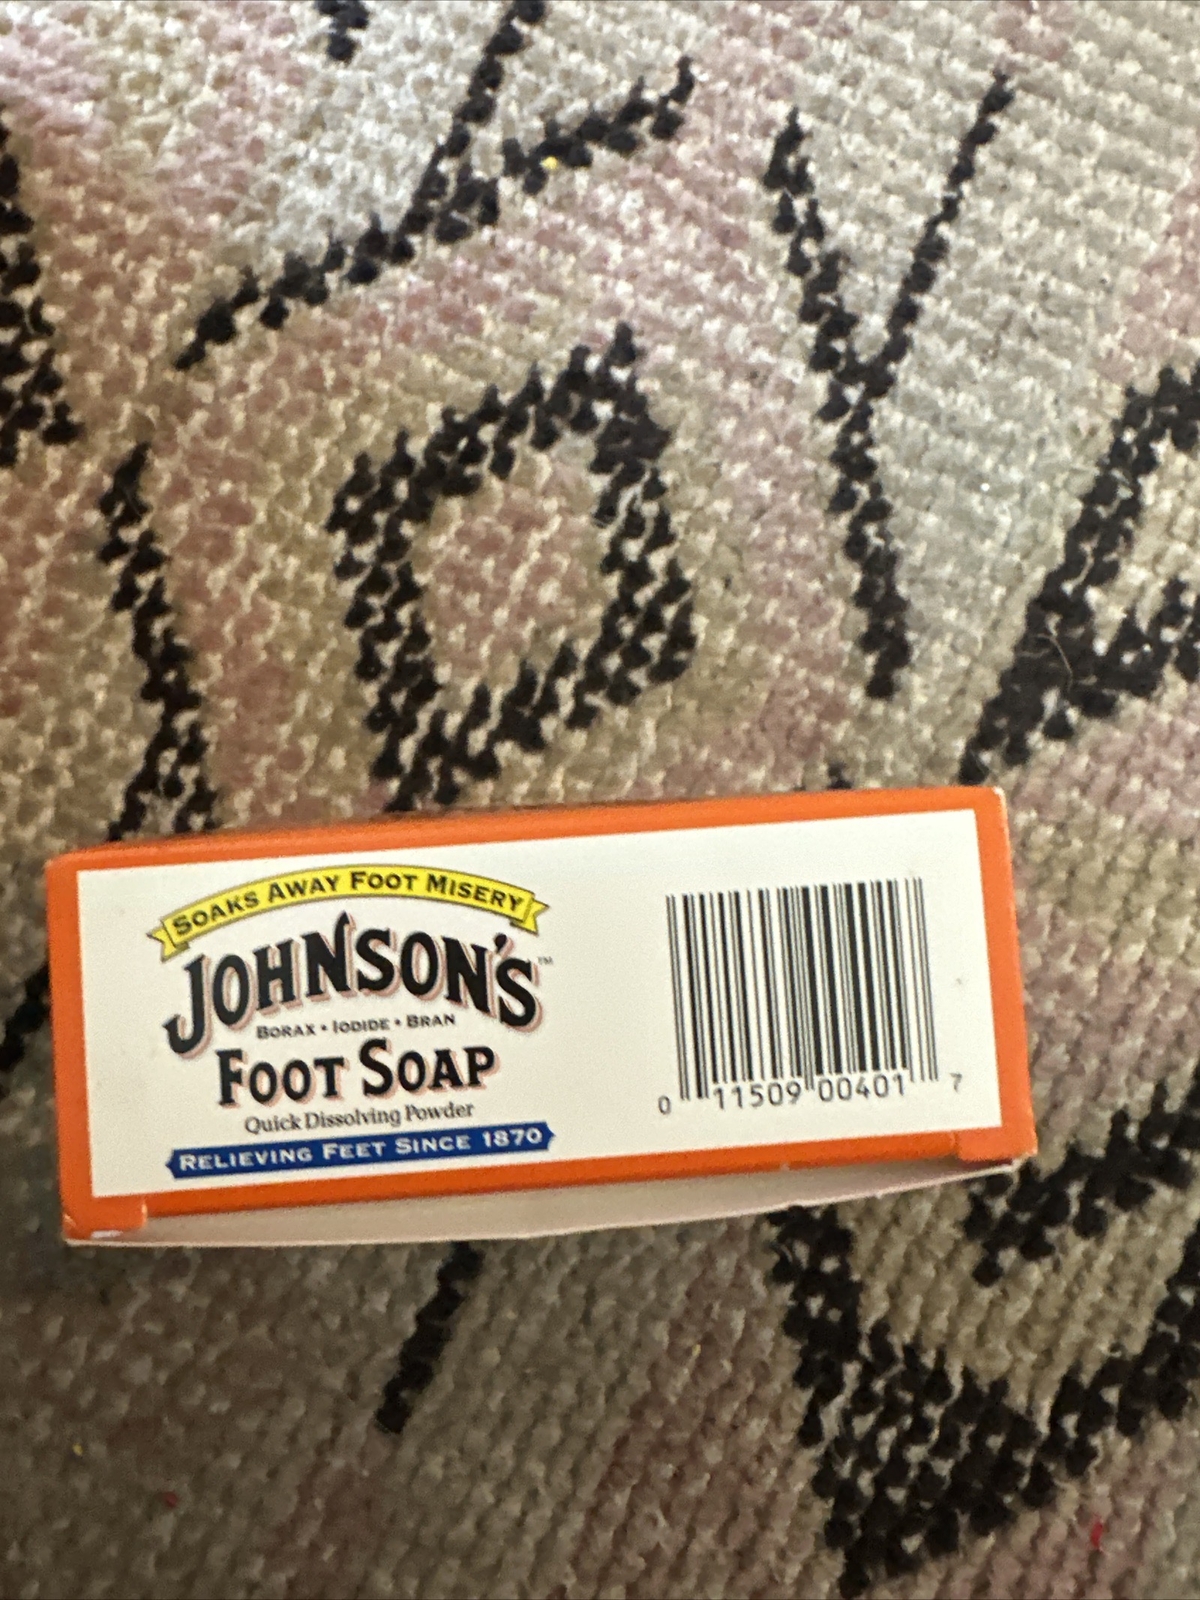 SOAKS AWAY FOOT MISERY
JOHNSON'S™
BORAX • IODIDE • BRAN
FOOT SOAP
Quick Dissolving Powder
RELIEVING FEET SINCE 1870
0 11509 00401 7